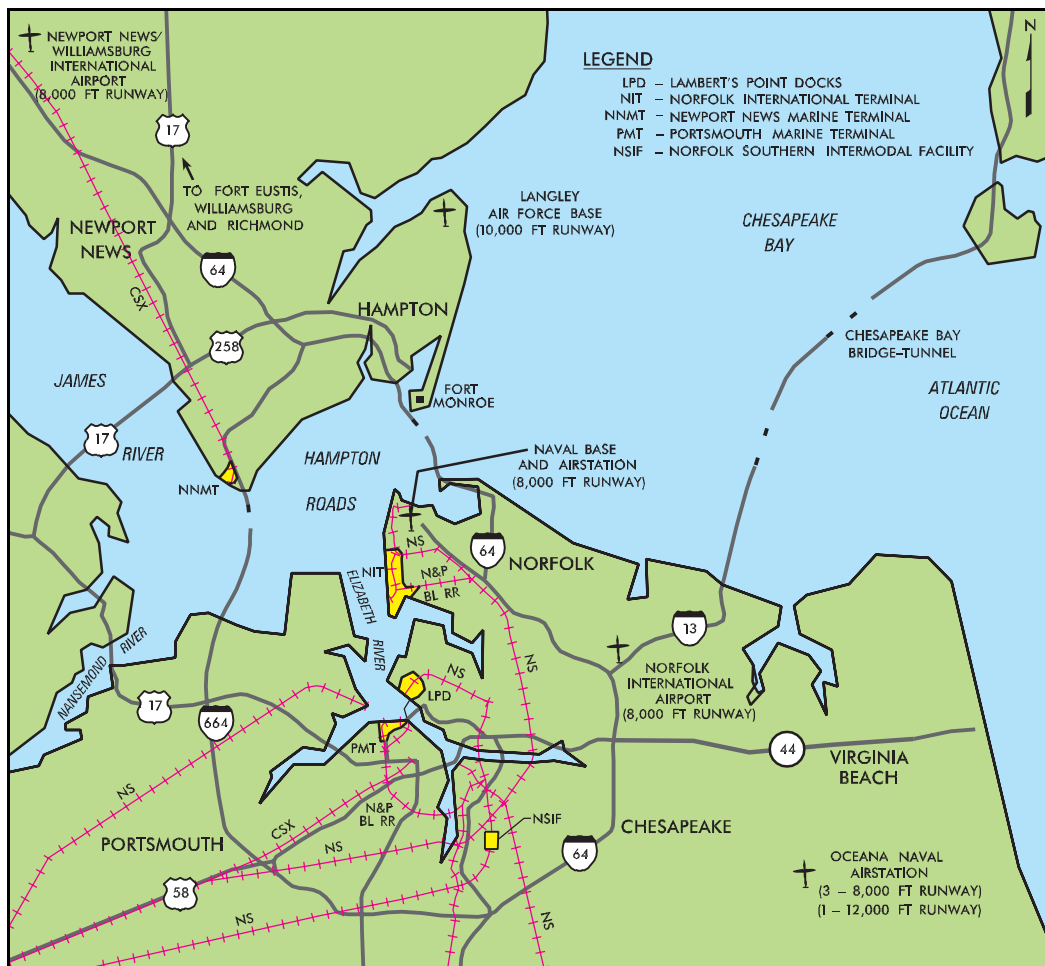 NEWPORT NEWS/
WILLIAMSBURG
INTERNATIONAL
AIRPORT
(8,000 FT RUNWAY)
LEGEND
LPD – LAMBERT'S POINT DOCKS
NIT – NORFOLK INTERNATIONAL TERMINAL
NNMT – NEWPORT NEWS MARINE TERMINAL
PMT – PORTSMOUTH MARINE TERMINAL
NSIF – NORFOLK SOUTHERN INTERMODAL FACILITY
N
17
TO FORT EUSTIS,
WILLIAMSBURG
AND RICHMOND
LANGLEY
AIR FORCE BASE
(10,000 FT RUNWAY)
CHESAPEAKE
BAY
NEWPORT
NEWS
64
CSX
HAMPTON
258
CHESAPEAKE BAY
BRIDGE–TUNNEL
JAMES
RIVER
FORT
MONROE
ATLANTIC
OCEAN
17
HAMPTON
ROADS
NAVAL BASE
AND AIRSTATION
(8,000 FT RUNWAY)
NNMT
NS
64
NORFOLK
NIT
N&P
BL RR
ELIZABETH
RIVER
13
NANSEMOND RIVER
NS
NS
LPD
NORFOLK
INTERNATIONAL
AIRPORT
(8,000 FT RUNWAY)
17
664
PMT
44
VIRGINIA
BEACH
NS
N&P
BL RR
CSX
PORTSMOUTH
NS
NSIF
CHESAPEAKE
64
58
NS
NS
OCEANA NAVAL
AIRSTATION
(3 – 8,000 FT RUNWAY)
(1 – 12,000 FT RUNWAY)